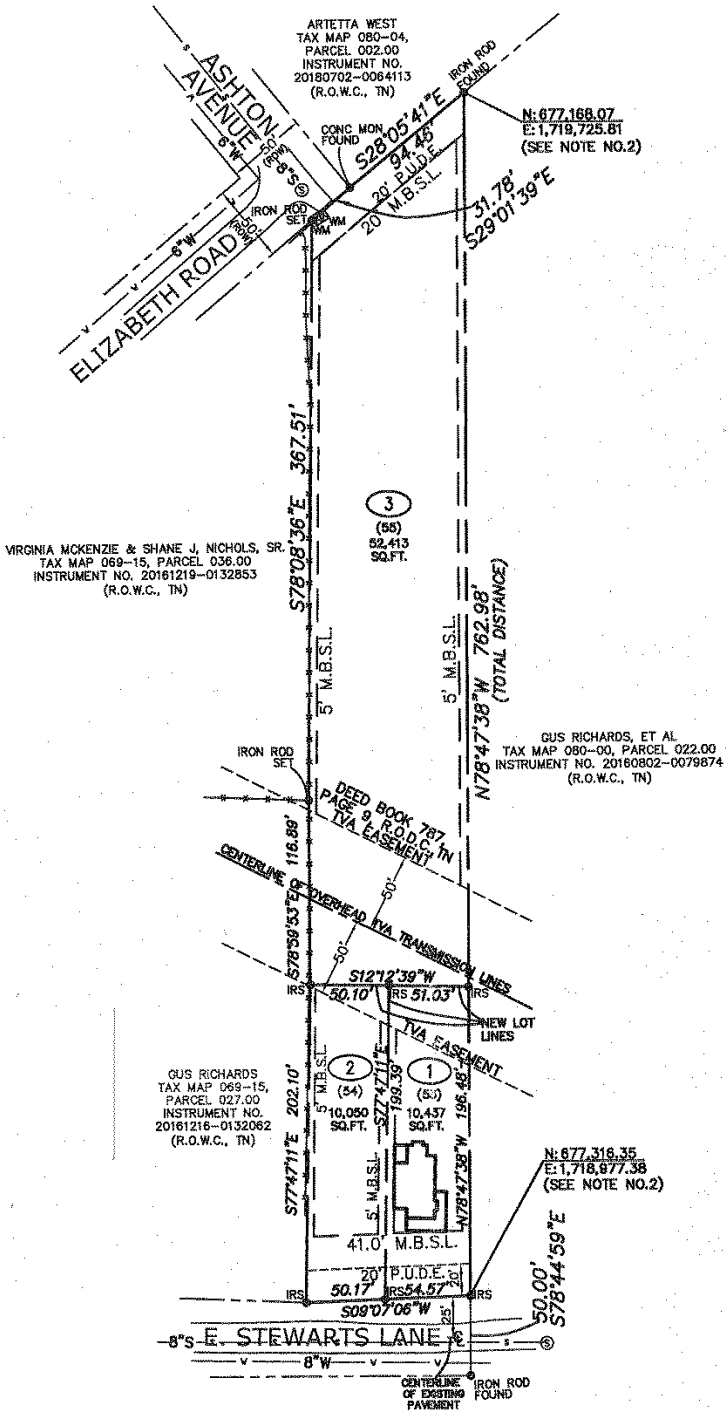 ARTETTA WEST
TAX MAP 080-04,
PARCEL 002.00
INSTRUMENT NO.
20180702-0064113
(R.O.W.C., TN)
ASHTON
AVENUE
IRON ROD
FOUND
N: 677,168.07
E: 1,719,725.81
(SEE NOTE NO.2)
CONC MON
FOUND
S28°05'41"E
94.46'
20' P.U.D.E.
20' M.B.S.L.
31.78'
S29°01'39"E
50'
(ROW)
6"W
8"S
S
IRON ROD
SET
WM
WM
50'
(ROW)
6"W
ELIZABETH ROAD
S78°08'36"E 367.51'
3
(55)
52,413
SQ.FT.
VIRGINIA MCKENZIE & SHANE J, NICHOLS, SR.
TAX MAP 069-15, PARCEL 036.00
INSTRUMENT NO. 20161219-0132853
(R.O.W.C., TN)
5' M.B.S.L.
5' M.B.S.L.
N78°47'38"W 762.98'
(TOTAL DISTANCE)
GUS RICHARDS, ET AL
TAX MAP 080-00, PARCEL 022.00
INSTRUMENT NO. 20160802-0079874
(R.O.W.C., TN)
IRON ROD
SET
DEED BOOK 787,
PAGE 9, R.O.D.C, TN
TVA EASEMENT
S78°59'53"E 116.89'
CENTERLINE OF OVERHEAD TVA TRANSMISSION LINES
50'
50'
S12°12'39"W
IRS
50.10'
IRS
51.03'
IRS
NEW LOT
LINES
TVA EASEMENT
GUS RICHARDS
TAX MAP 069-15,
PARCEL 027.00
INSTRUMENT NO.
20161216-0132062
(R.O.W.C., TN)
S77°47'11"E 202.10'
5' M.B.S.L.
2
(54)
10,050
SQ.FT.
S77°47'11"E
199.39'
1
(53)
10,437
SQ.FT.
N78°47'38"W 196.48'
5' M.B.S.L.
N: 677,316.35
E: 1,718,977.38
(SEE NOTE NO.2)
41.0' M.B.S.L.
20' P.U.D.E.
20'
IRS
50.17'
IRS
54.57'
IRS
S09°07'06"W
50.00'
S78°44'59"E
25'
8"S
E. STEWARTS LANE
S
8"W
CENTERLINE
OF EXISTING
PAVEMENT
IRON ROD
FOUND